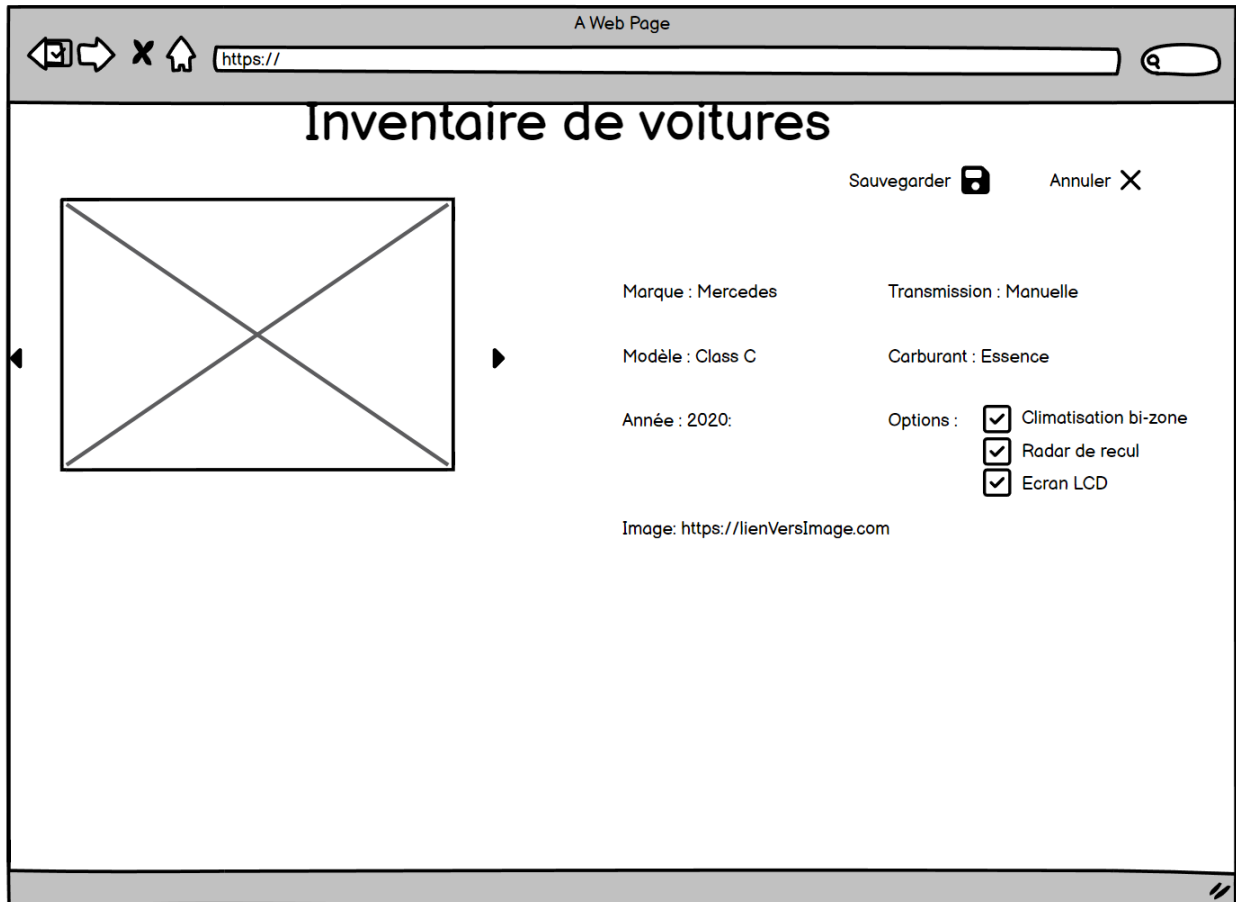 A Web Page
https://
Inventaire de voitures
Sauvegarder
Annuler
Marque : Mercedes
Transmission : Manuelle
Modèle : Class C
Carburant : Essence
Année : 2020:
Options :
Climatisation bi-zone
Radar de recul
Ecran LCD
Image: https://lienVersImage.com